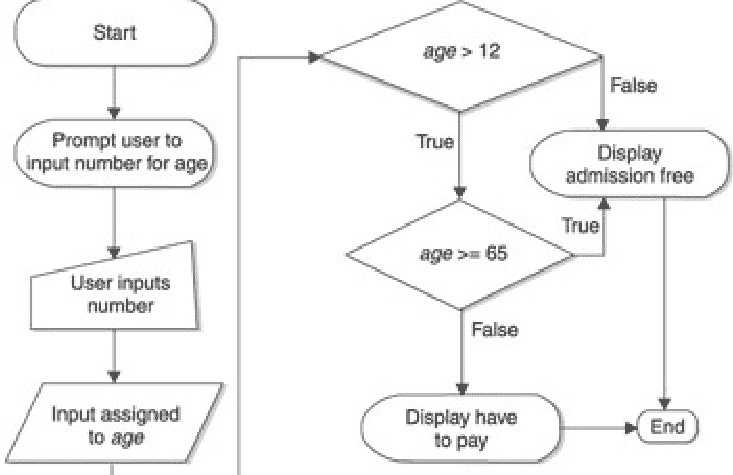 Start
Prompt user to
input number for age
User inputs
number
Input assigned
to age
age > 12
False
True
Display
admission free
True
age >= 65
False
Display have
to pay
End